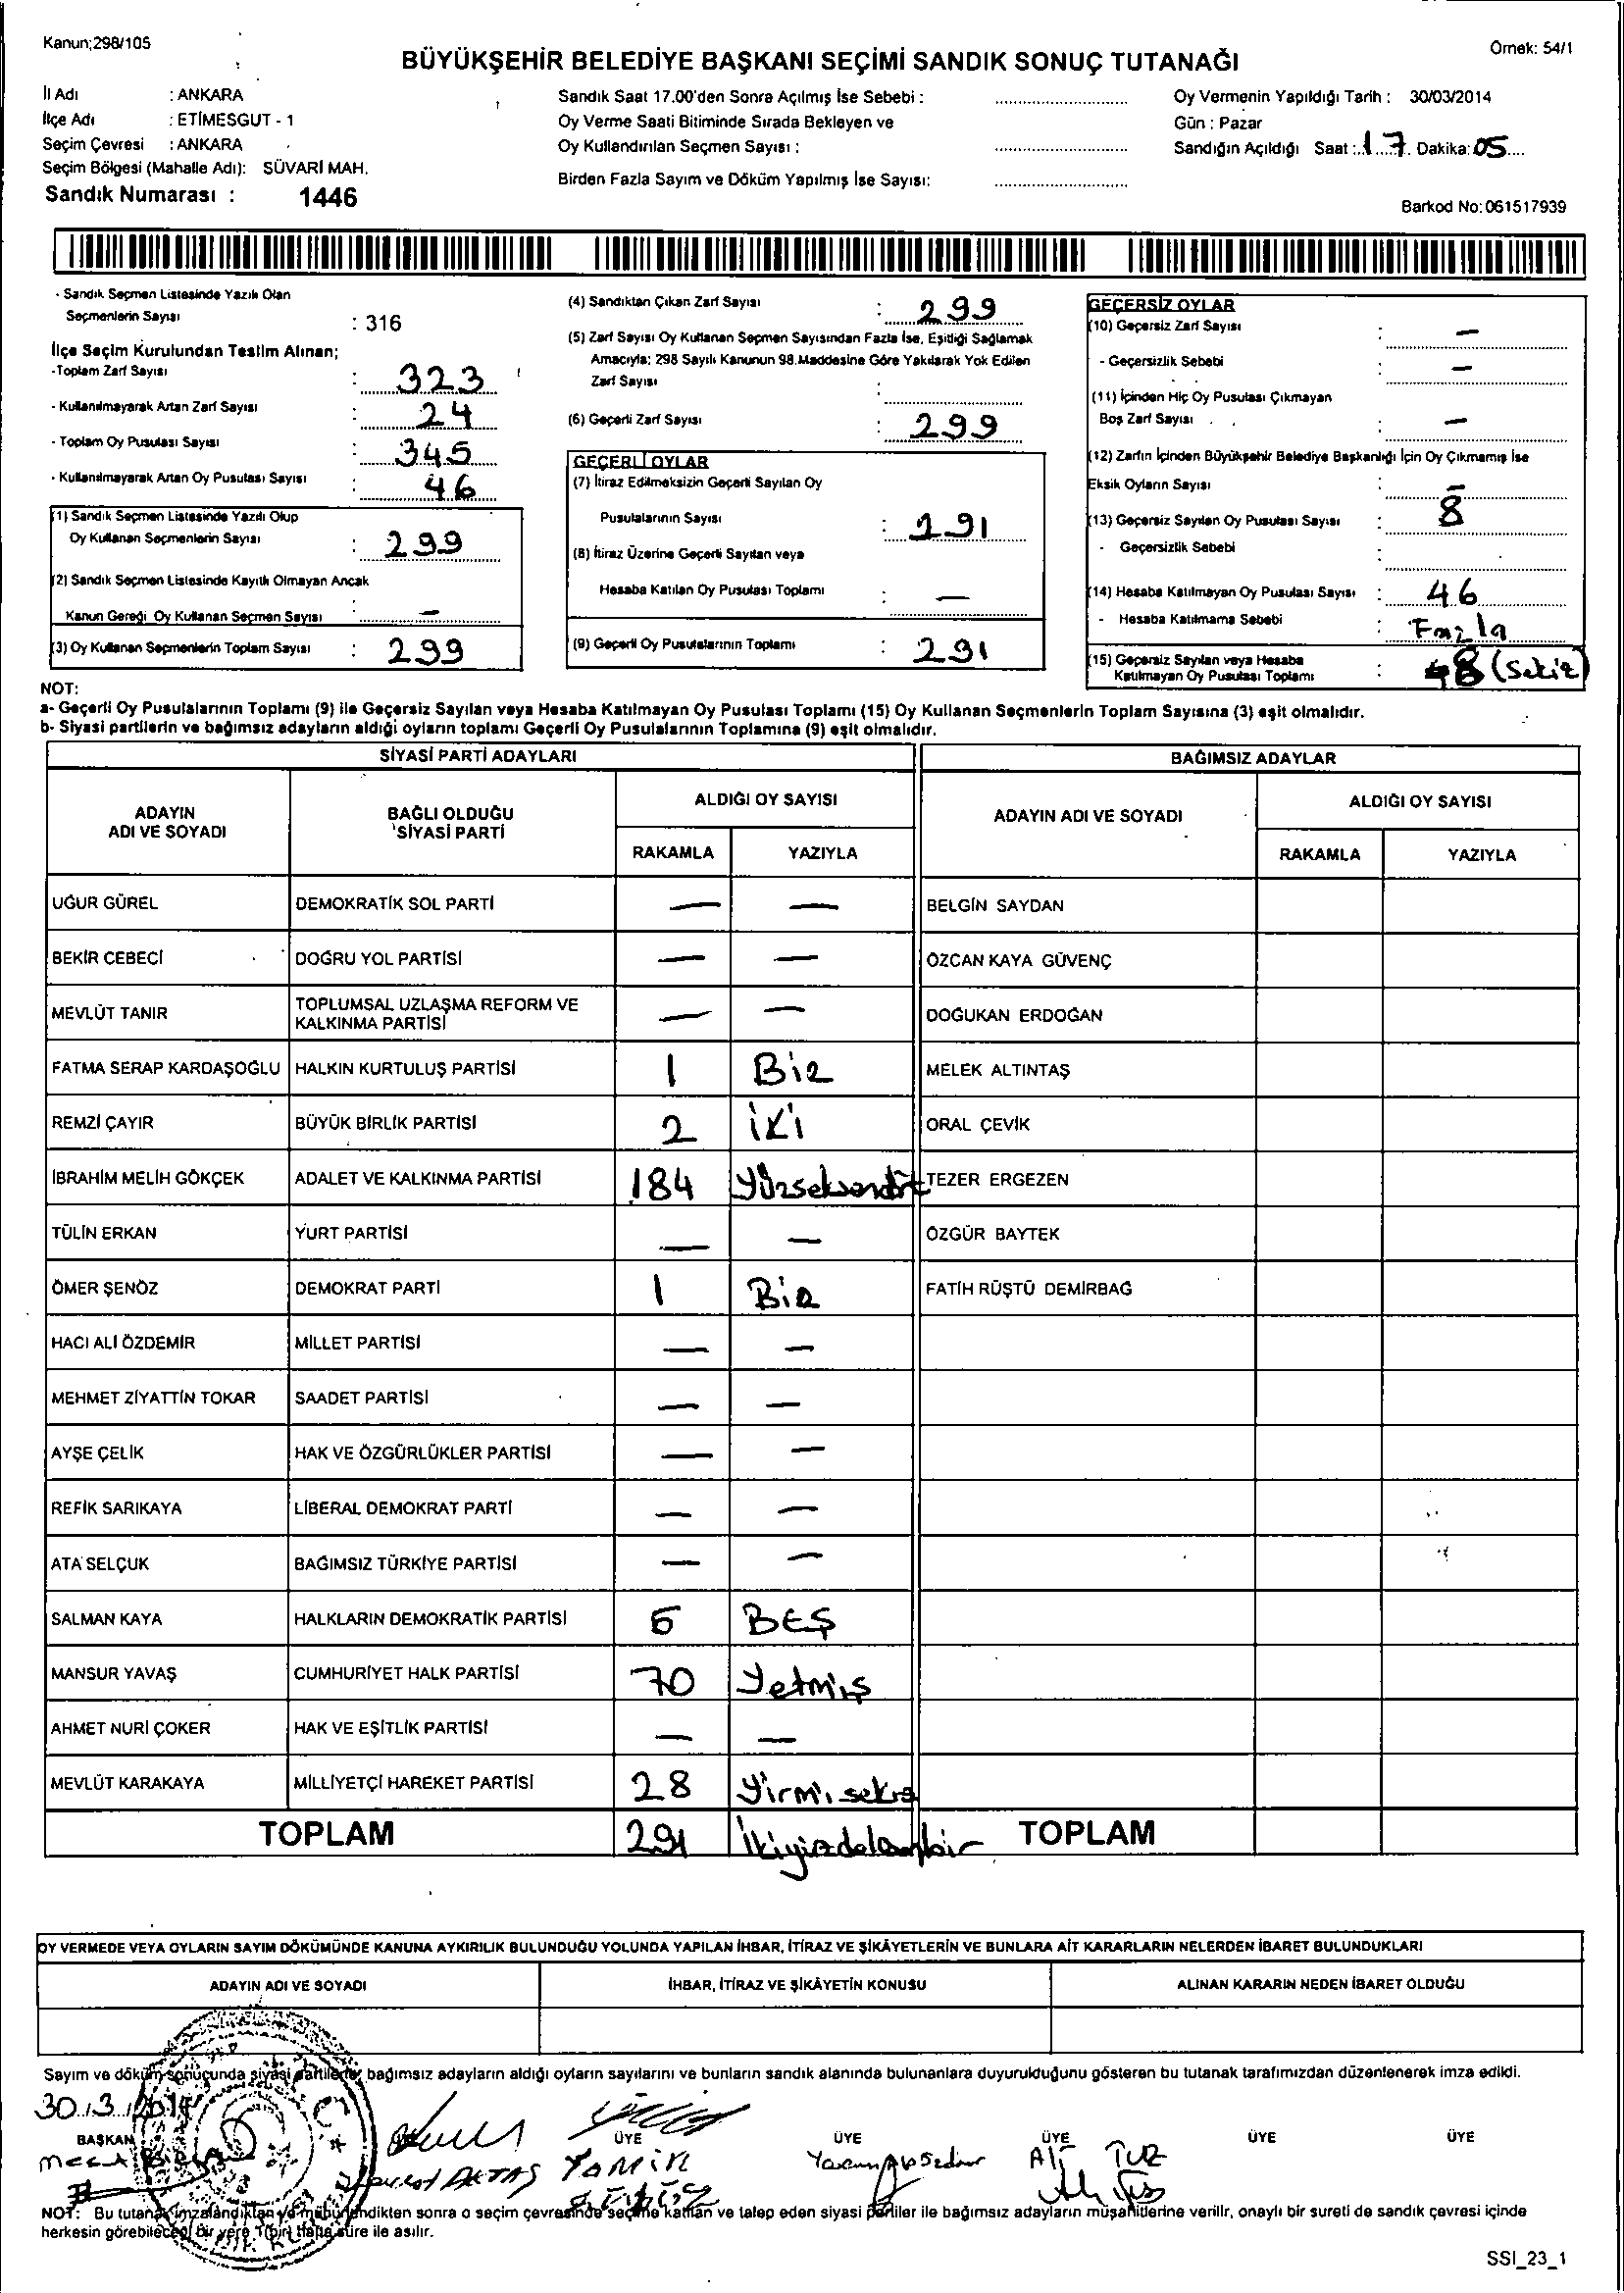 Kanun;298/105
Örnek: 54/1
BÜYÜKŞEHİR BELEDİYE BAŞKANI SEÇİMİ SANDIK SONUÇ TUTANAĞI
İl Adı : ANKARA
İlçe Adı : ETİMESGUT - 1
Seçim Çevresi : ANKARA
Seçim Bölgesi (Mahalle Adı): SÜVARİ MAH.
Sandık Numarası : 1446
Sandık Saat 17.00'den Sonra Açılmış İse Sebebi :
Oy Verme Saati Bitiminde Sırada Bekleyen ve
Oy Kullandırılan Seçmen Sayısı :
Birden Fazla Sayım ve Döküm Yapılmış İse Sayısı:
Oy Vermenin Yapıldığı Tarih : 30/03/2014
Gün : Pazar
Sandığın Açıldığı Saat : 17. Dakika: 05
Barkod No: 061517939
- Sandık Seçmen Listesinde Yazılı Olan
Seçmenlerin Sayısı : 316
İlçe Seçim Kurulundan Teslim Alınan;
-Toplam Zarf Sayısı : 323
- Kullanılmayarak Artan Zarf Sayısı : 24
- Toplam Oy Pusulası Sayısı : 345
- Kullanılmayarak Artan Oy Pusulası Sayısı : 46
(1) Sandık Seçmen Listesinde Yazılı Olup
Oy Kullanan Seçmenlerin Sayısı : 299
(2) Sandık Seçmen Listesinde Kayıtlı Olmayan Ancak
Kanun Gereği Oy Kullanan Seçmen Sayısı : —
(3) Oy Kullanan Seçmenlerin Toplam Sayısı : 299
(4) Sandıktan Çıkan Zarf Sayısı : 299
(5) Zarf Sayısı Oy Kullanan Seçmen Sayısından Fazla İse, Eşitliği Sağlamak
Amacıyla; 298 Sayılı Kanunun 98.Maddesine Göre Yakılarak Yok Edilen
Zarf Sayısı :
(6) Geçerli Zarf Sayısı : 299
GEÇERLİ OYLAR
(7) İtiraz Edilmeksizin Geçerli Sayılan Oy
Pusulalarının Sayısı : 291
(8) İtiraz Üzerine Geçerli Sayılan veya
Hesaba Katılan Oy Pusulası Toplamı : —
(9) Geçerli Oy Pusulalarının Toplamı : 291
GEÇERSİZ OYLAR
(10) Geçersiz Zarf Sayısı : —
- Geçersizlik Sebebi : —
(11) İçinden Hiç Oy Pusulası Çıkmayan
Boş Zarf Sayısı : —
(12) Zarfın İçinden Büyükşehir Belediye Başkanlığı İçin Oy Çıkmamış İse
Eksik Oyların Sayısı : —
(13) Geçersiz Sayılan Oy Pusulası Sayısı : 8
- Geçersizlik Sebebi :
(14) Hesaba Katılmayan Oy Pusulası Sayısı : 46
- Hesaba Katılmama Sebebi : Fazla
(15) Geçersiz Sayılan veya Hesaba
Katılmayan Oy Pusulası Toplamı : 8 (Sekiz)
NOT:
a- Geçerli Oy Pusulalarının Toplamı (9) ile Geçersiz Sayılan veya Hesaba Katılmayan Oy Pusulası Toplamı (15) Oy Kullanan Seçmenlerin Toplam Sayısına (3) eşit olmalıdır.
b- Siyasi partilerin ve bağımsız adayların aldığı oyların toplamı Geçerli Oy Pusulalarının Toplamına (9) eşit olmalıdır.
SİYASİ PARTİ ADAYLARI BAĞIMSIZ ADAYLAR
ADAYIN ADI VE SOYADI BAĞLI OLDUĞU SİYASİ PARTİ ALDIĞI OY SAYISI ADAYIN ADI VE SOYADI ALDIĞI OY SAYISI
RAKAMLA YAZIYLA RAKAMLA YAZIYLA
UĞUR GÜREL DEMOKRATİK SOL PARTİ — — BELGİN SAYDAN
BEKİR CEBECİ DOĞRU YOL PARTİSİ — — ÖZCAN KAYA GÜVENÇ
MEVLÜT TANIR TOPLUMSAL UZLAŞMA REFORM VE KALKINMA PARTİSİ — — DOĞUKAN ERDOĞAN
FATMA SERAP KARDAŞOĞLU HALKIN KURTULUŞ PARTİSİ 1 Bir MELEK ALTINTAŞ
REMZİ ÇAYIR BÜYÜK BİRLİK PARTİSİ 2 İKİ ORAL ÇEVİK
İBRAHİM MELİH GÖKÇEK ADALET VE KALKINMA PARTİSİ 184 Yüzseksendört TEZER ERGEZEN
TÜLİN ERKAN YURT PARTİSİ — — ÖZGÜR BAYTEK
ÖMER ŞENÖZ DEMOKRAT PARTİ 1 Bir FATİH RÜŞTÜ DEMİRBAĞ
HACI ALİ ÖZDEMİR MİLLET PARTİSİ — —
MEHMET ZİYATTİN TOKAR SAADET PARTİSİ — —
AYŞE ÇELİK HAK VE ÖZGÜRLÜKLER PARTİSİ — —
REFİK SARIKAYA LİBERAL DEMOKRAT PARTİ — —
ATA SELÇUK BAĞIMSIZ TÜRKİYE PARTİSİ — —
SALMAN KAYA HALKLARIN DEMOKRATİK PARTİSİ 5 BEŞ
MANSUR YAVAŞ CUMHURİYET HALK PARTİSİ 70 Yetmiş
AHMET NURİ ÇOKER HAK VE EŞİTLİK PARTİSİ — —
MEVLÜT KARAKAYA MİLLİYETÇİ HAREKET PARTİSİ 28 Yirmi sekiz
TOPLAM 291 İkiyüzdoksanbir TOPLAM
OY VERMEDE VEYA OYLARIN SAYIM DÖKÜMÜNDE KANUNA AYKIRILIK BULUNDUĞU YOLUNDA YAPILAN İHBAR, İTİRAZ VE ŞİKÂYETLERİN VE BUNLARA AİT KARARLARIN NELERDEN İBARET BULUNDUKLARI
ADAYIN ADI VE SOYADI İHBAR, İTİRAZ VE ŞİKÂYETİN KONUSU ALINAN KARARIN NEDEN İBARET OLDUĞU
Sayım ve döküm sonucunda siyasi partilerle, bağımsız adayların aldığı oyların sayılarını ve bunların sandık alanında bulunanlara duyurulduğunu gösteren bu tutanak tarafımızdan düzenlenerek imza edildi.
30.3.2014
BAŞKAN ÜYE ÜYE ÜYE ÜYE ÜYE
AKTAŞ YAMİN ALİ TUZ
NOT: Bu tutanak imzalandıktan ve mühürlendikten sonra o seçim çevresinde seçime katılan ve talep eden siyasi partiler ile bağımsız adayların müşahitlerine verilir, onaylı bir sureti de sandık çevresi içinde
herkesin görebileceği bir yere 1 (bir) hafta süre ile asılır.
SSI_23_1